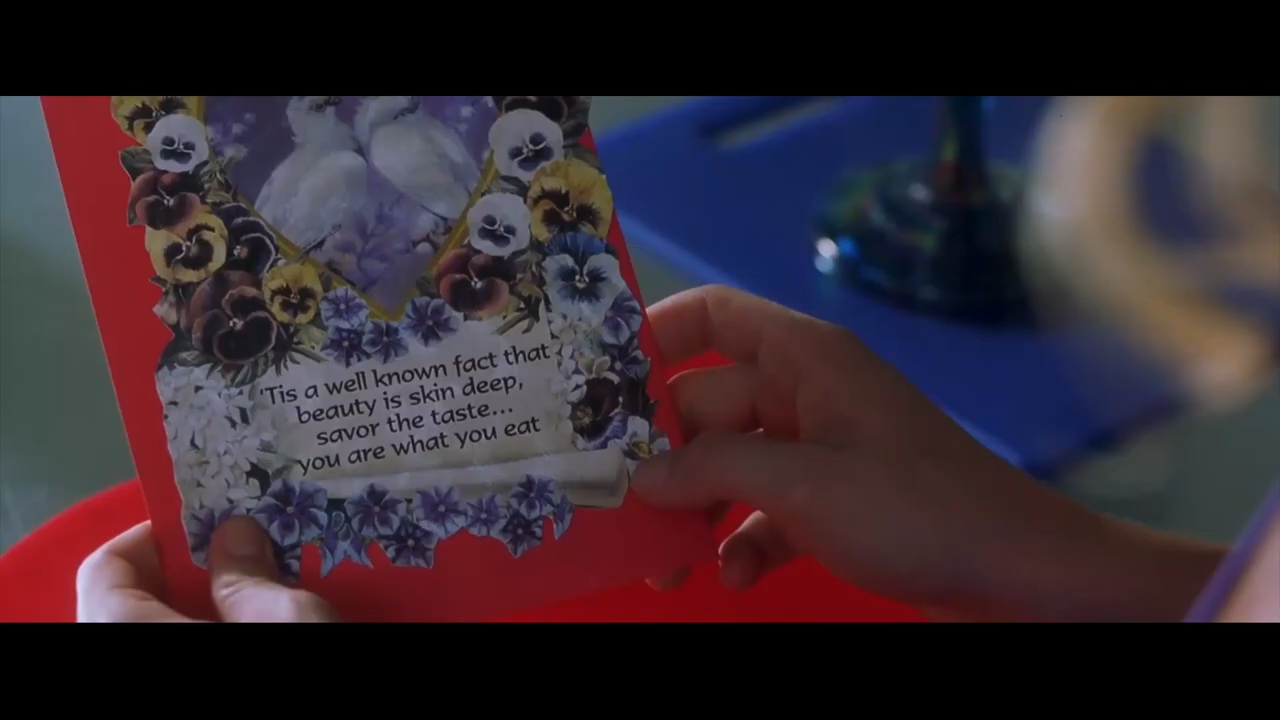 'Tis a well known fact that
beauty is skin deep,
savor the taste...
you are what you eat